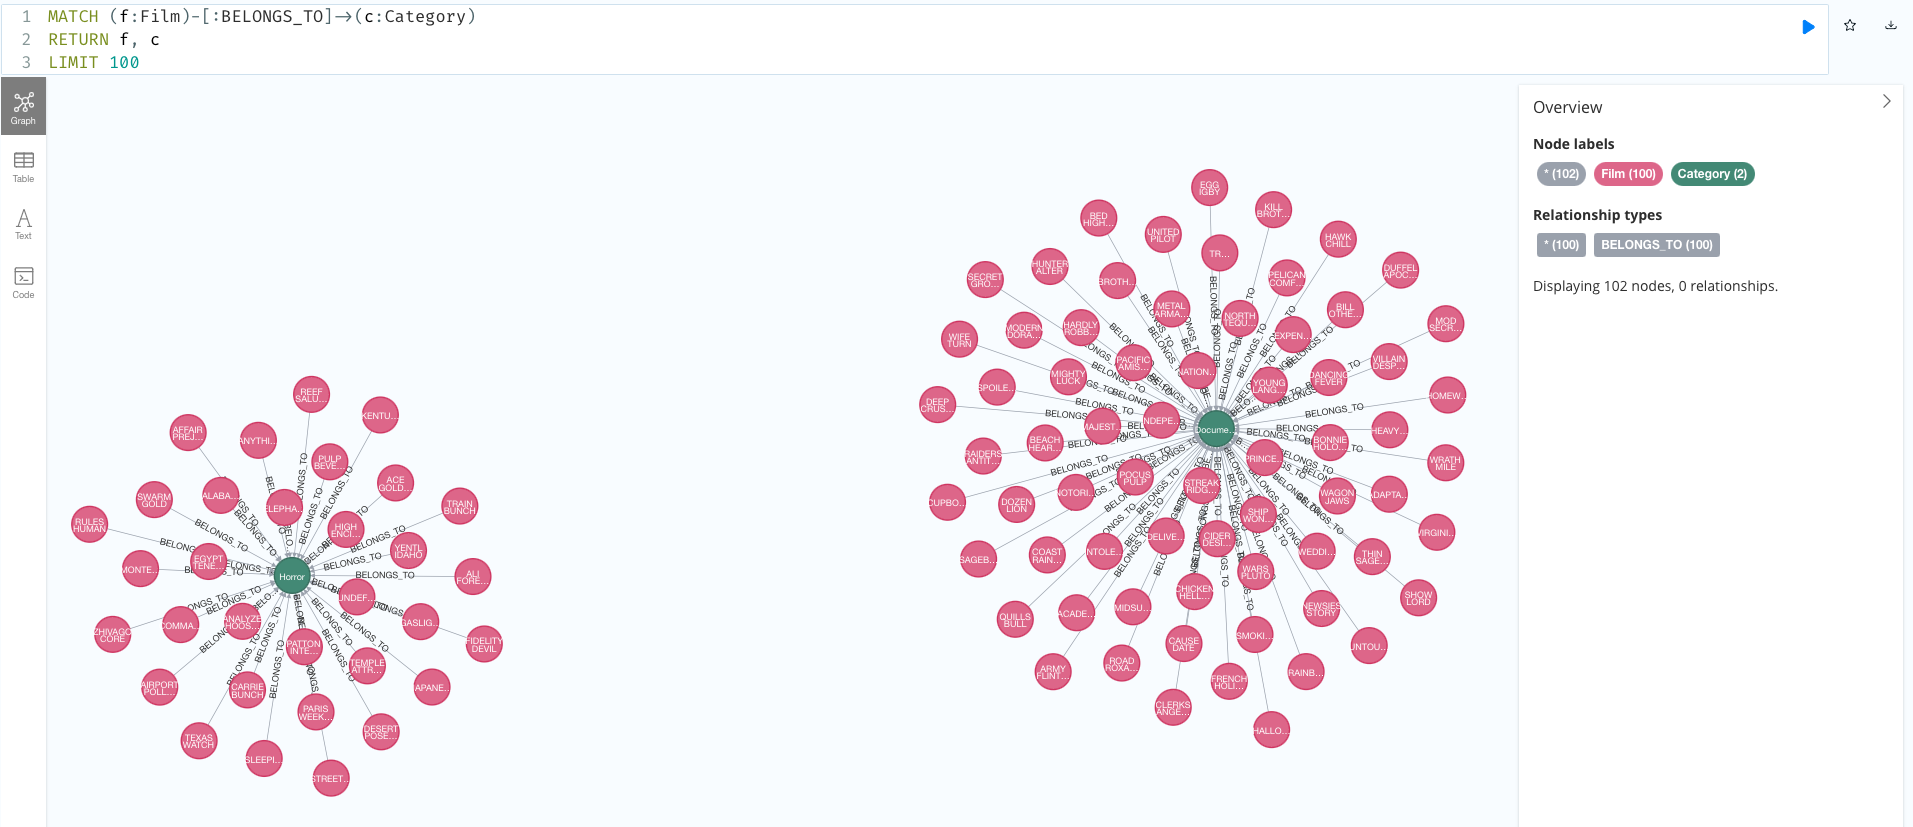 1 MATCH (f:Film)-[:BELONGS_TO]->(c:Category)
2 RETURN f, c
3 LIMIT 100
Graph
Table
Text
Code
Overview
Node labels
* (102) Film (100) Category (2)
Relationship types
* (100) BELONGS_TO (100)
Displaying 102 nodes, 0 relationships.
REEF
SALU...
KENTU...
AFFAIR
PREJ...
ANYTHI...
PULP
BEVE...
ACE
GOLD...
SWARM
GOLD
ALABA...
ELEPHA...
TRAIN
BUNCH
RULES
HUMAN
HIGH
ENCI...
YENTL
IDAHO
MONTE...
EGYPT
TENE...
Horror
ALI
FORE...
UNDEF...
ZHIVAGO
CORE
COMMA...
ANALYZE
HOOS...
GASLIG...
PATTON
INTE...
FIDELITY
DEVIL
TEMPLE
ATTR...
AIRPORT
POLL...
CARRIE
BUNCH
JAPANE...
PARIS
WEEK...
TEXAS
WATCH
DESERT
POSE...
SLEEPI...
STREET...
EGG
IGBY
BED
HIGH...
KILL
BROT...
UNITED
PILOT
HAWK
CHILL
TR...
HUNTER
ALTER
SECRET
GRO...
BROTH...
PELICAN
COMF...
DUFFEL
APOC...
METAL
ARMA...
BILL
OTHE...
NORTH
TEQU...
MOD
SECR...
WIFE
TURN
MODERN
DORA...
HARDLY
ROBB...
EXPEN...
PACIFIC
AMIS...
NATION...
VILLAIN
DESP...
MIGHTY
LUCK
SPOILE...
YOUNG
LANG...
DANCING
FEVER
HOMEW...
DEEP
CRUS...
MAJEST...
INDEPE...
Docume...
HEAVY...
BEACH
HEAR...
BONNIE
HOLO...
RAIDERS
ANTIT...
PRINCE...
WRATH
MILE
POCUS
PULP
STREAK
RIDG...
NOTORI...
WAGON
JAWS
ADAPTA...
CUPBO...
DOZEN
LION
SHIP
WON...
VIRGINI...
DELIVE...
CIDER
DESI...
SAGEB...
COAST
RAIN...
INTOLE...
WEDDI...
THIN
SAGE...
WARS
PLUTO
CHICKEN
HELL...
SHOW
LORD
QUILLS
BULL
ACADE...
MIDSU...
NEWSIES
STORY
CAUSE
DATE
SMOKI...
UNTOU...
ARMY
FLINT...
ROAD
ROXA...
FRENCH
HOLI...
RAINB...
CLERKS
ANGE...
HALLO...
BELONGS_TO
BELONGS_TO
BELONGS_TO
BELONGS_TO
BELONGS_TO
BELONGS_TO